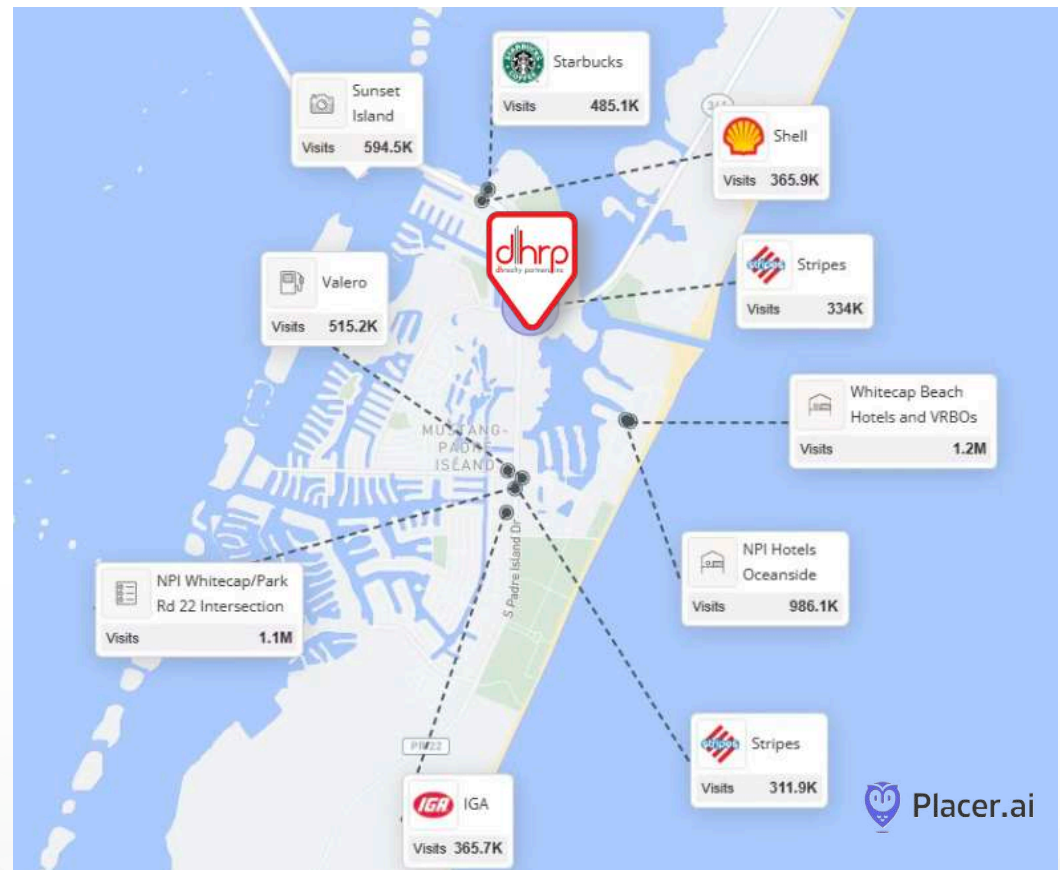 Starbucks
Visits 485.1K
Sunset
Island
Visits 594.5K
Shell
Visits 365.9K
dhrp
Stripes
Visits 334K
Valero
Visits 515.2K
Whitecap Beach
Hotels and VRBOs
Visits 1.2M
MUSTANG-
PADRE
ISLAND
S Padre Island Dr
NPI Hotels
Oceanside
Visits 986.1K
NPI Whitecap/Park
Rd 22 Intersection
Visits 1.1M
stripes
Stripes
Visits 311.9K
IGA
IGA
Visits 365.7K
Placer.ai